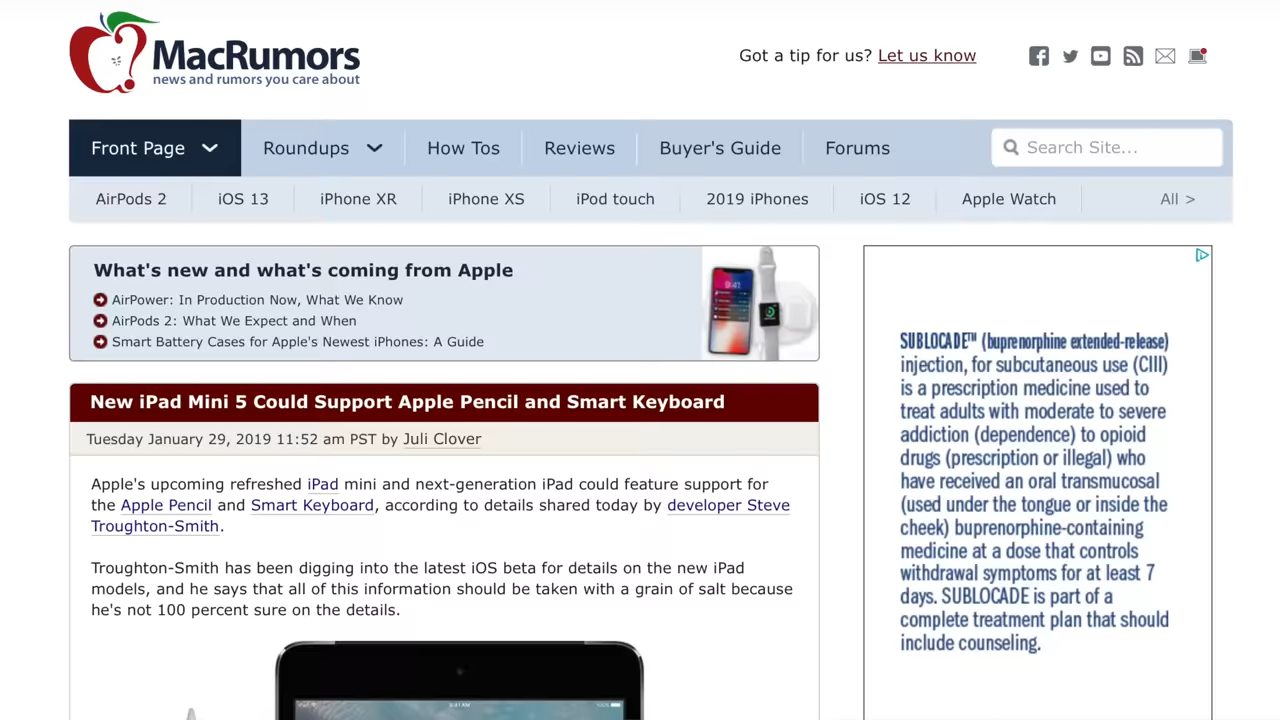 MacRumors
news and rumors you care about
Got a tip for us? Let us know
Front Page Roundups How Tos Reviews Buyer's Guide Forums Search Site...
AirPods 2 iOS 13 iPhone XR iPhone XS iPod touch 2019 iPhones iOS 12 Apple Watch All >
What's new and what's coming from Apple
AirPower: In Production Now, What We Know
AirPods 2: What We Expect and When
Smart Battery Cases for Apple's Newest iPhones: A Guide
9:41
New iPad Mini 5 Could Support Apple Pencil and Smart Keyboard
Tuesday January 29, 2019 11:52 am PST by Juli Clover
Apple's upcoming refreshed iPad mini and next-generation iPad could feature support for
the Apple Pencil and Smart Keyboard, according to details shared today by developer Steve
Troughton-Smith.
Troughton-Smith has been digging into the latest iOS beta for details on the new iPad
models, and he says that all of this information should be taken with a grain of salt because
he's not 100 percent sure on the details.
9:41 AM
SUBLOCADE™ (buprenorphine extended-release)
injection, for subcutaneous use (CIII)
is a prescription medicine used to
treat adults with moderate to severe
addiction (dependence) to opioid
drugs (prescription or illegal) who
have received an oral transmucosal
(used under the tongue or inside the
cheek) buprenorphine-containing
medicine at a dose that controls
withdrawal symptoms for at least 7
days. SUBLOCADE is part of a
complete treatment plan that should
include counseling.